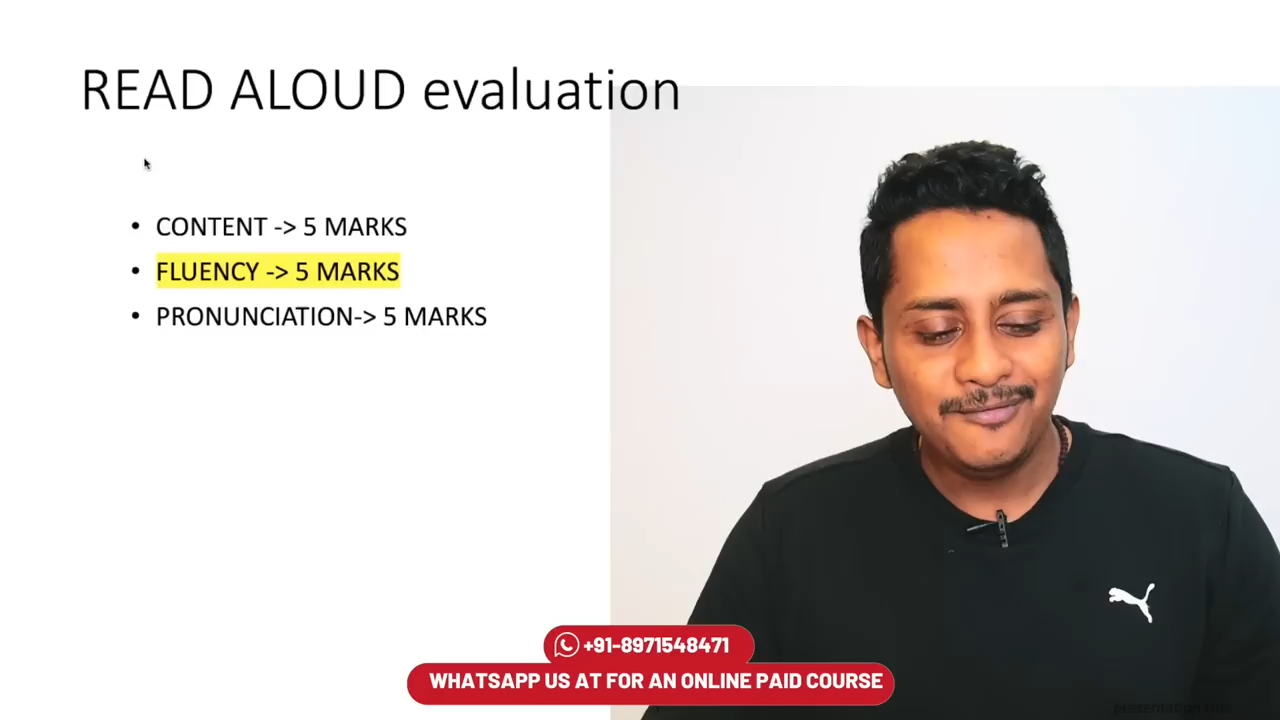 READ ALOUD evaluation
• CONTENT -> 5 MARKS
• FLUENCY -> 5 MARKS
• PRONUNCIATION-> 5 MARKS
+91-8971548471
WHATSAPP US AT FOR AN ONLINE PAID COURSE